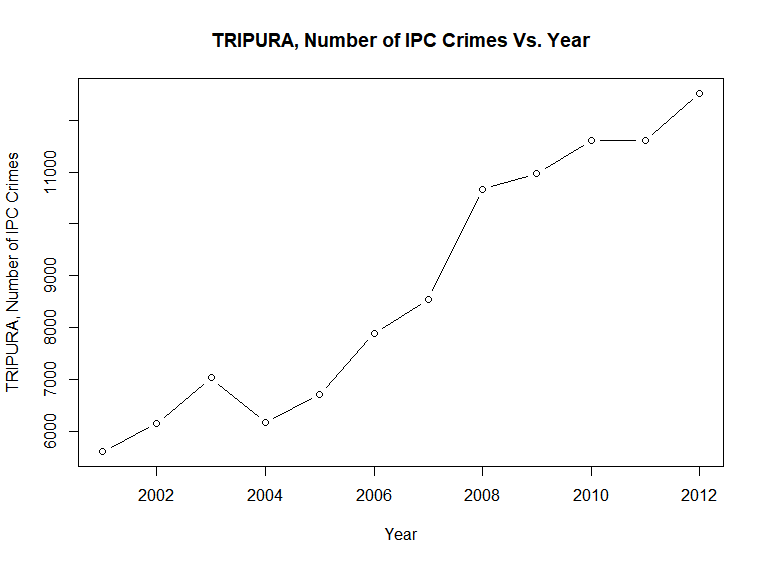 TRIPURA, Number of IPC Crimes Vs. Year
TRIPURA, Number of IPC Crimes
11000
9000
8000
7000
6000
2002 2004 2006 2008 2010 2012
Year